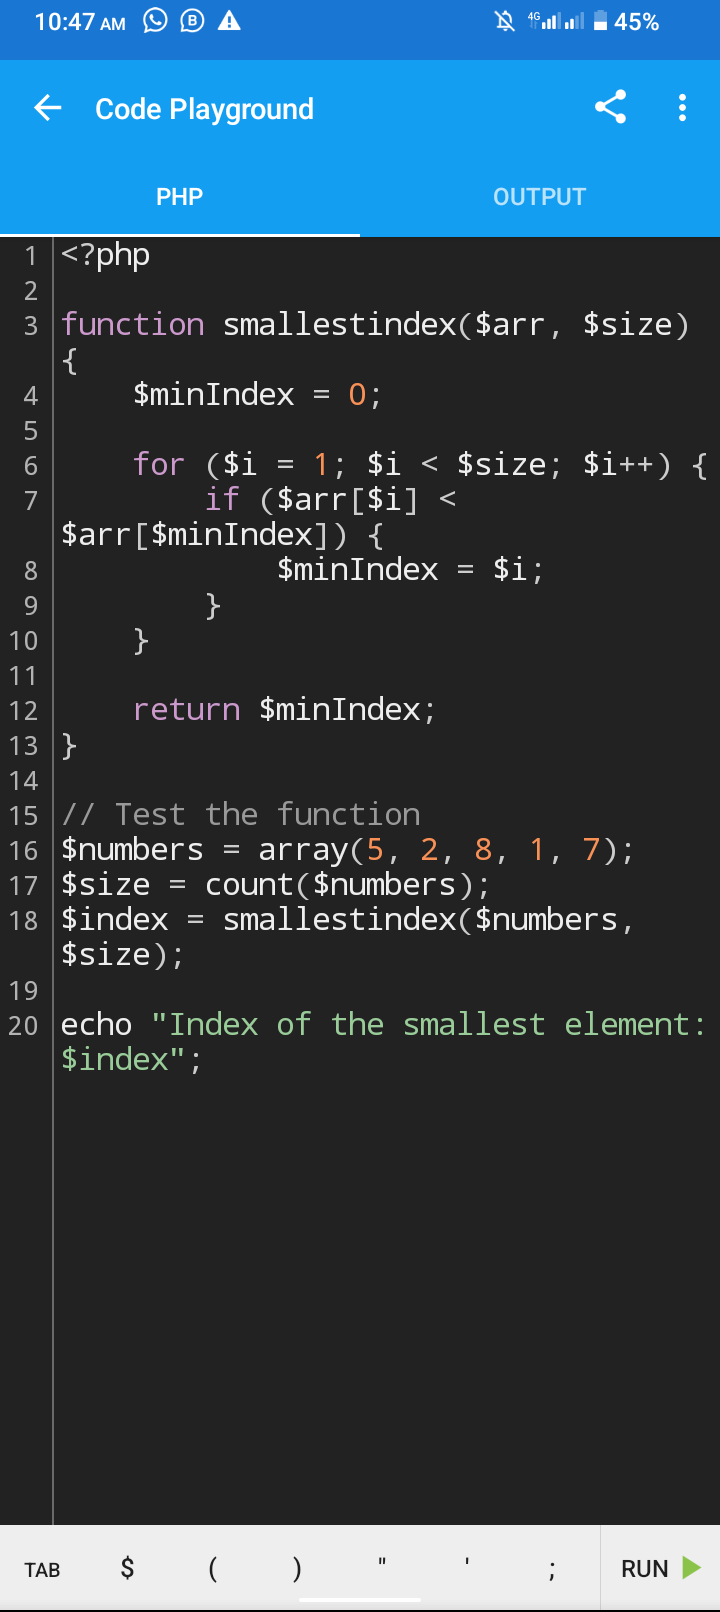 10:47 AM B 4G 45%
Code Playground
PHP OUTPUT
1 <?php
2
3 function smallestindex($arr, $size)
{
4 $minIndex = 0;
5
6 for ($i = 1; $i < $size; $i++) {
7 if ($arr[$i] <
$arr[$minIndex]) {
8 $minIndex = $i;
9 }
10 }
11
12 return $minIndex;
13 }
14
15 // Test the function
16 $numbers = array(5, 2, 8, 1, 7);
17 $size = count($numbers);
18 $index = smallestindex($numbers,
$size);
19
20 echo "Index of the smallest element:
$index";
TAB $ ( ) " ' ; RUN